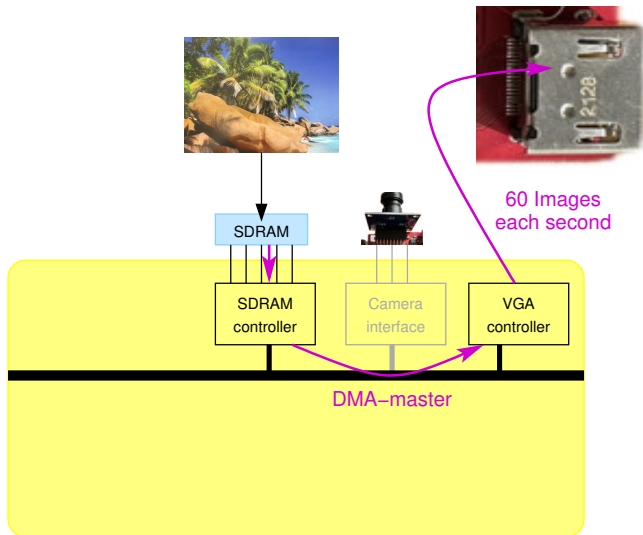 2128
60 Images
each second
SDRAM
SDRAM
controller
Camera
interface
VGA
controller
DMA−master